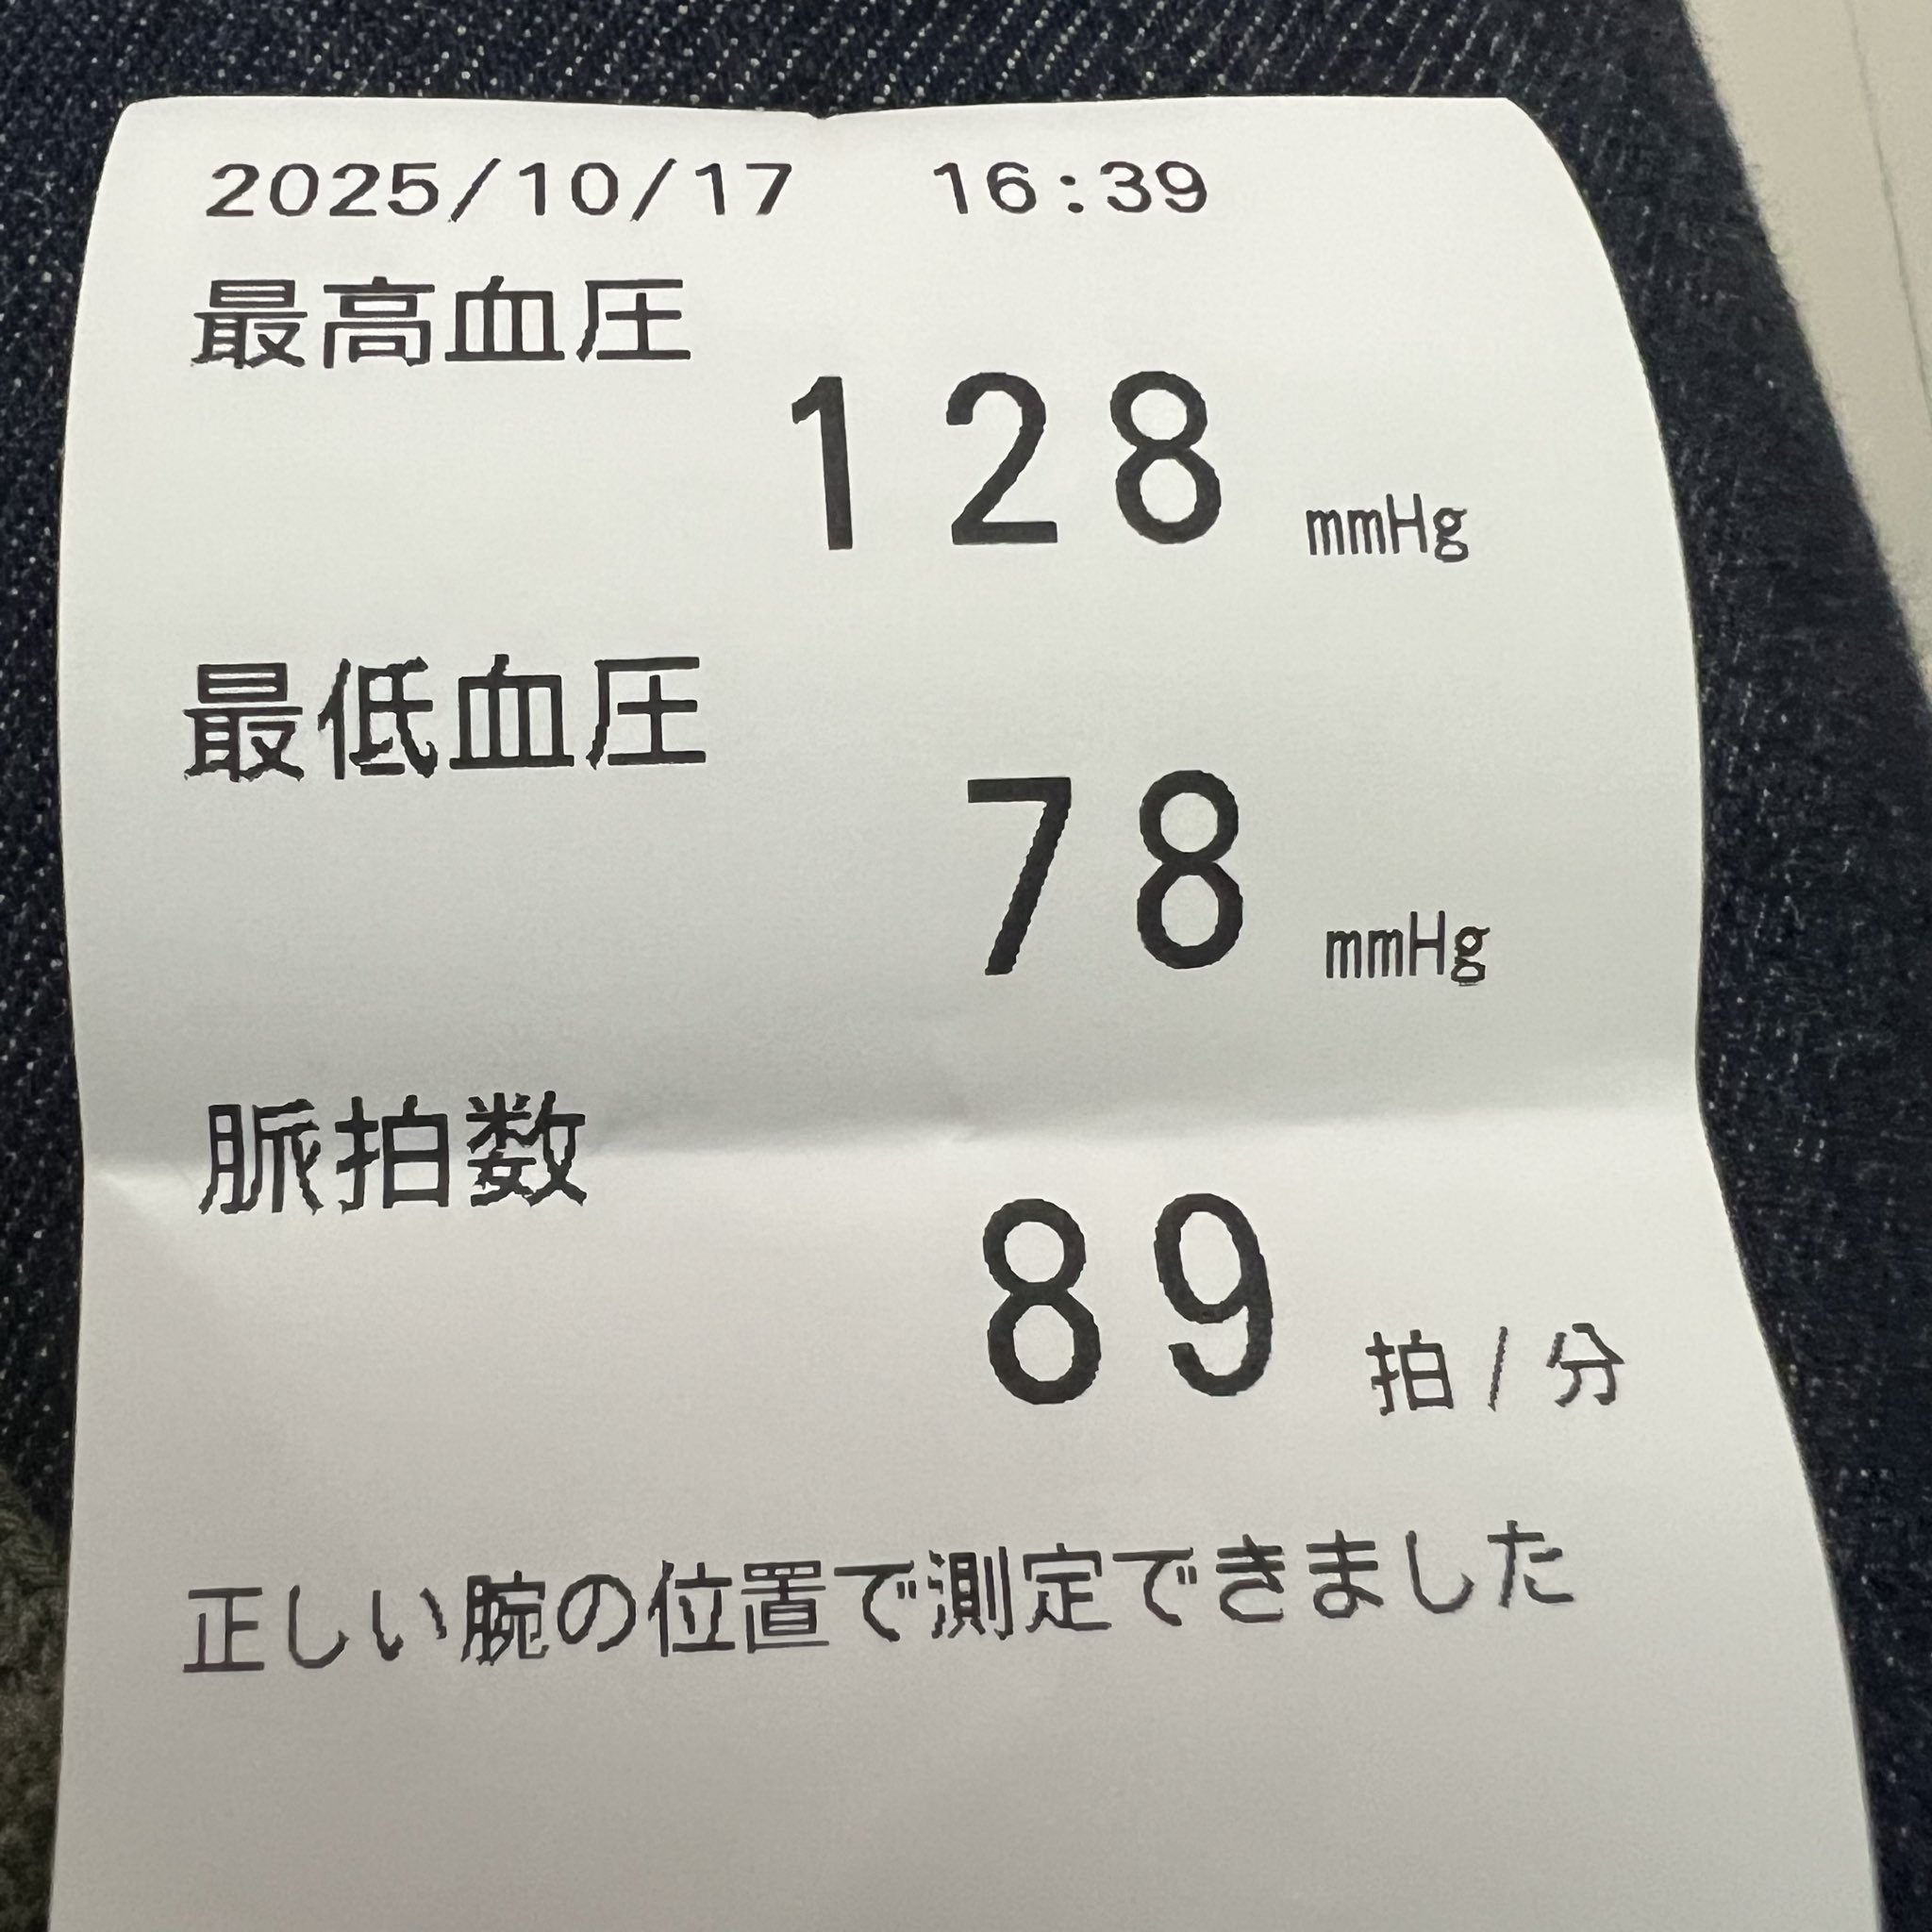 2025/10/17 16:39
最高血圧
128 mmHg
最低血圧
78 mmHg
脈拍数
89 拍/分
正しい腕の位置で測定できました